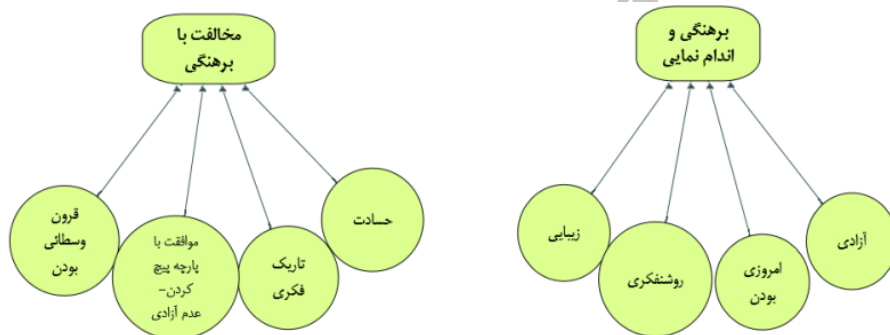 برهنگی و
اندام نمایی
آزادی
امروزی
بودن
روشنفکری
زیبایی
مخالفت با
برهنگی
حسادت
تاریک
فکری
موافقت با
پارچه پیچ
کردن–
عدم آزادی
قرون
وسطائی
بودن